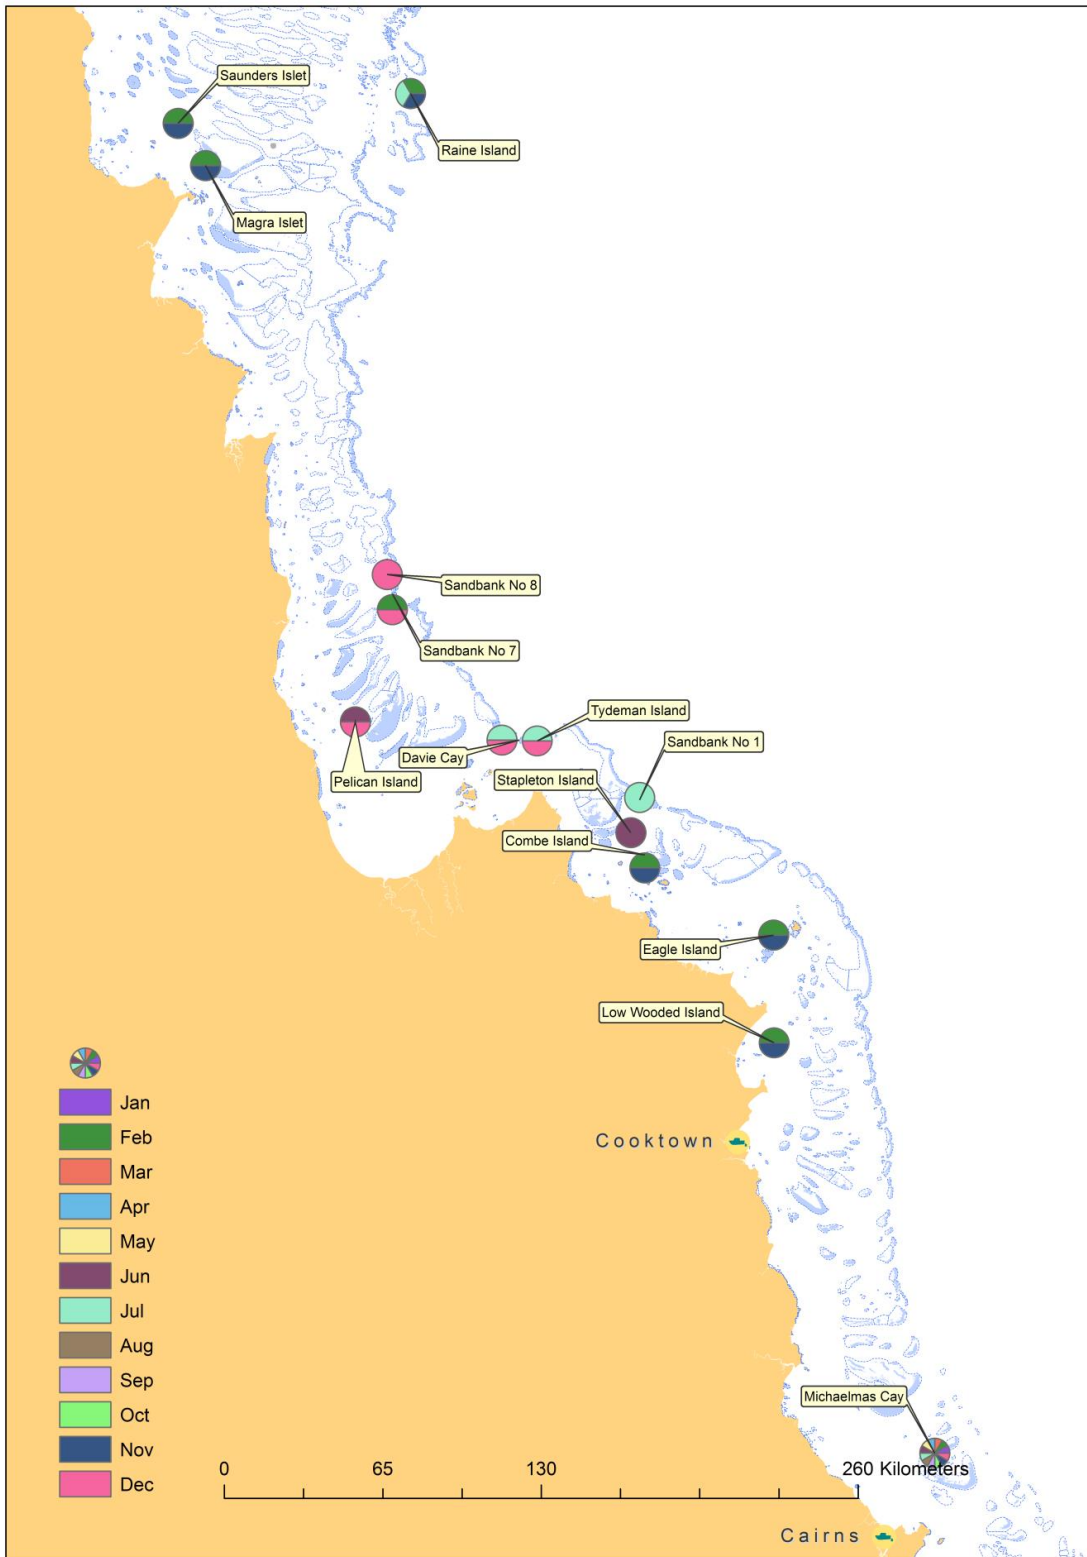 Saunders Islet
Raine Island
Magra Islet
Sandbank No 8
Sandbank No 7
Tydeman Island
Davie Cay
Sandbank No 1
Pelican Island
Stapleton Island
Combe Island
Eagle Island
Low Wooded Island
Jan
Feb
Mar
Apr
May
Jun
Jul
Aug
Sep
Oct
Nov
Dec
Cooktown
Michaelmas Cay
0 65 130 260 Kilometers
Cairns